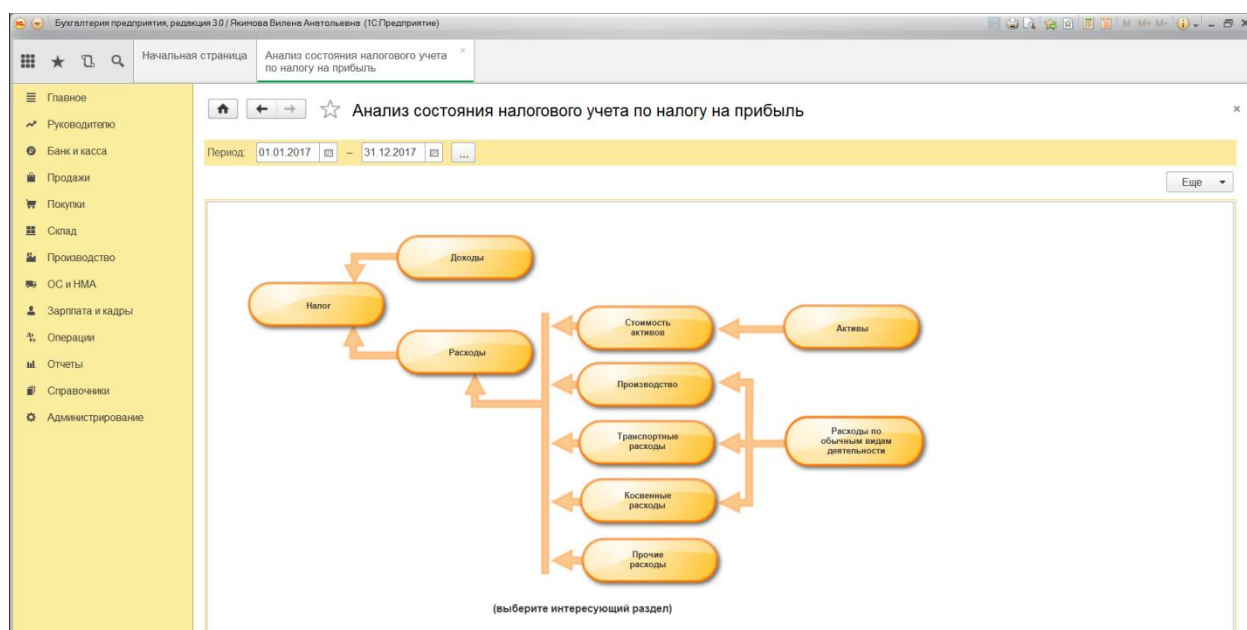 Бухгалтерия предприятия, редакция 3.0 / Якимова Вилена Анатольевна (1С:Предприятие)
M M+ M-
Начальная страница
Анализ состояния налогового учета
по налогу на прибыль
Главное
Руководителю
Банк и касса
Продажи
Покупки
Склад
Производство
ОС и НМА
Зарплата и кадры
Операции
Отчеты
Справочники
Администрирование
Анализ состояния налогового учета по налогу на прибыль
Период: 01.01.2017 – 31.12.2017 ...
Еще
Доходы
Налог
Расходы
Стоимость
активов
Активы
Производство
Транспортные
расходы
Расходы по
обычным видам
деятельности
Косвенные
расходы
Прочие
расходы
(выберите интересующий раздел)